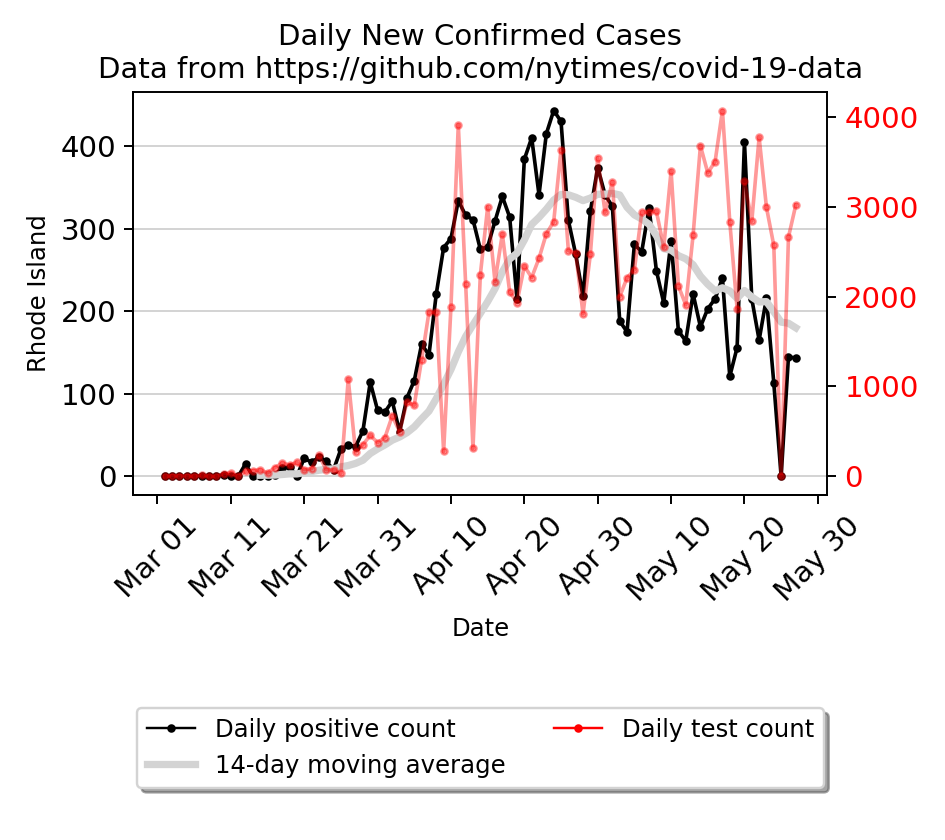 Daily New Confirmed Cases
Data from https://github.com/nytimes/covid-19-data
400
300
200
100
0
Rhode Island
4000
3000
2000
1000
0
Mar 01
Mar 11
Mar 21
Mar 31
Apr 10
Apr 20
Apr 30
May 10
May 20
May 30
Date
Daily positive count
14-day moving average
Daily test count